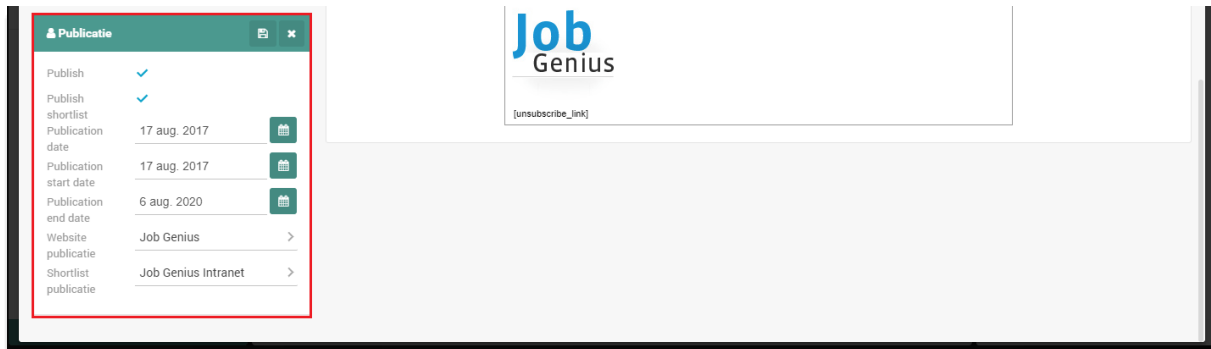 Publicatie
Publish
Publish
shortlist
Publication
date
17 aug. 2017
Publication
start date
17 aug. 2017
Publication
end date
6 aug. 2020
Website
publicatie
Job Genius
Shortlist
publicatie
Job Genius Intranet
Job
Genius
[unsubscribe_link]